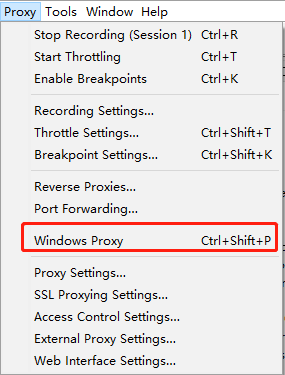 Proxy Tools Window Help
Stop Recording (Session 1) Ctrl+R
Start Throttling Ctrl+T
Enable Breakpoints Ctrl+K
Recording Settings...
Throttle Settings... Ctrl+Shift+T
Breakpoint Settings... Ctrl+Shift+K
Reverse Proxies...
Port Forwarding...
Windows Proxy Ctrl+Shift+P
Proxy Settings...
SSL Proxying Settings...
Access Control Settings...
External Proxy Settings...
Web Interface Settings...